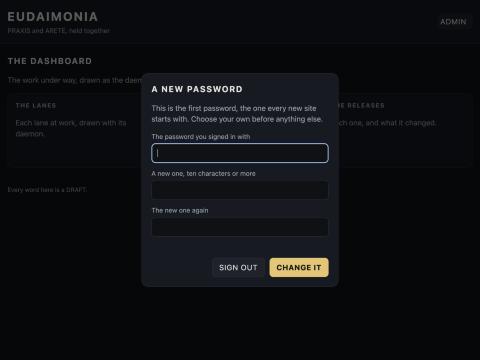 EUDAIMONIA
PRAXIS and ARETE, held together
ADMIN
THE DASHBOARD
The work under way, drawn as the daem
THE LANES
Each lane at work, drawn with its
daemon.
HE RELEASES
ach one, and what it changed.
Every word here is a DRAFT.
A NEW PASSWORD
This is the first password, the one every new site
starts with. Choose your own before anything else.
The password you signed in with
A new one, ten characters or more
The new one again
SIGN OUT
CHANGE IT